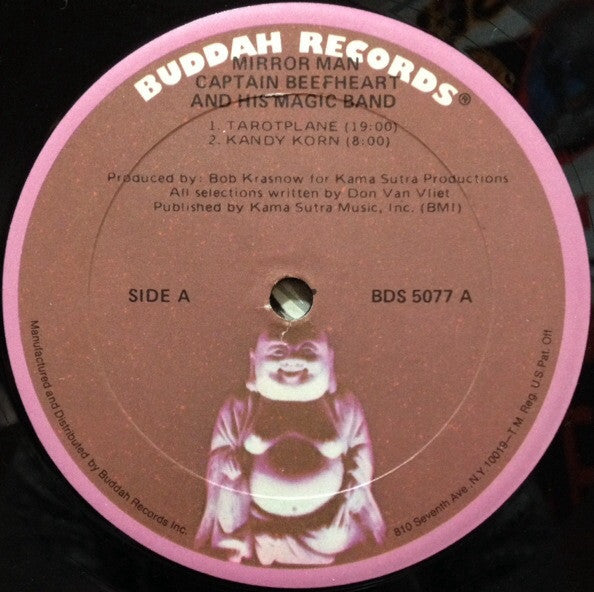 BUDDAH RECORDS®
MIRROR MAN
CAPTAIN BEEFHEART
AND HIS MAGIC BAND
1. TAROTPLANE (19:00)
2. KANDY KORN (8:00)
Produced by: Bob Krasnow for Kama Sutra Productions
All selections written by Don Van Vliet
Published by Kama Sutra Music, Inc. (BMI)
SIDE A
BDS 5077 A
Manufactured and Distributed by Buddah Records Inc.
810 Seventh Ave. N.Y. 10019—T.M. Reg. U.S. Pat. Off